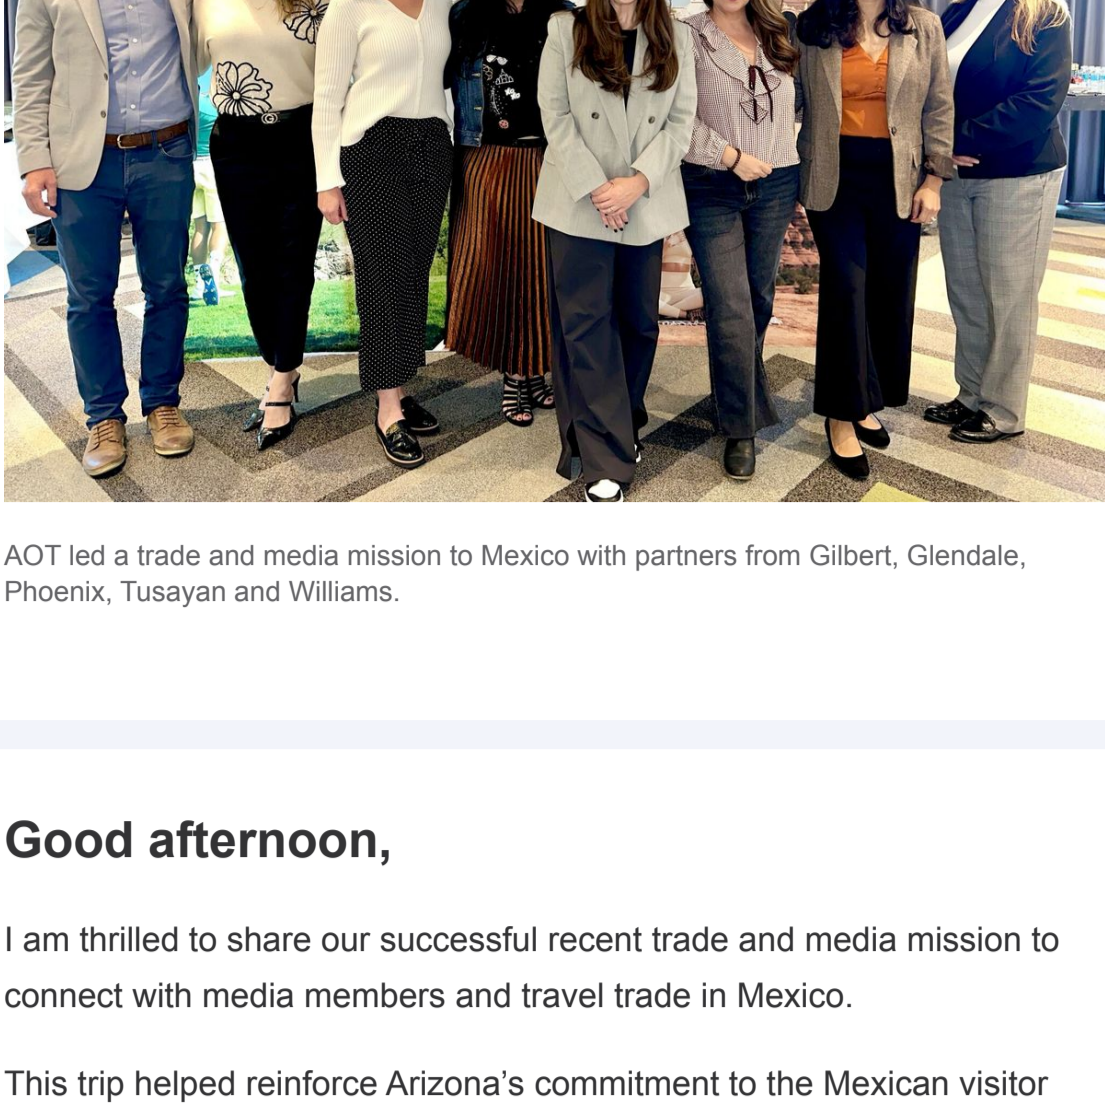 AOT led a trade and media mission to Mexico with partners from Gilbert, Glendale,
Phoenix, Tusayan and Williams.
Good afternoon,
I am thrilled to share our successful recent trade and media mission to
connect with media members and travel trade in Mexico.
This trip helped reinforce Arizona’s commitment to the Mexican visitor